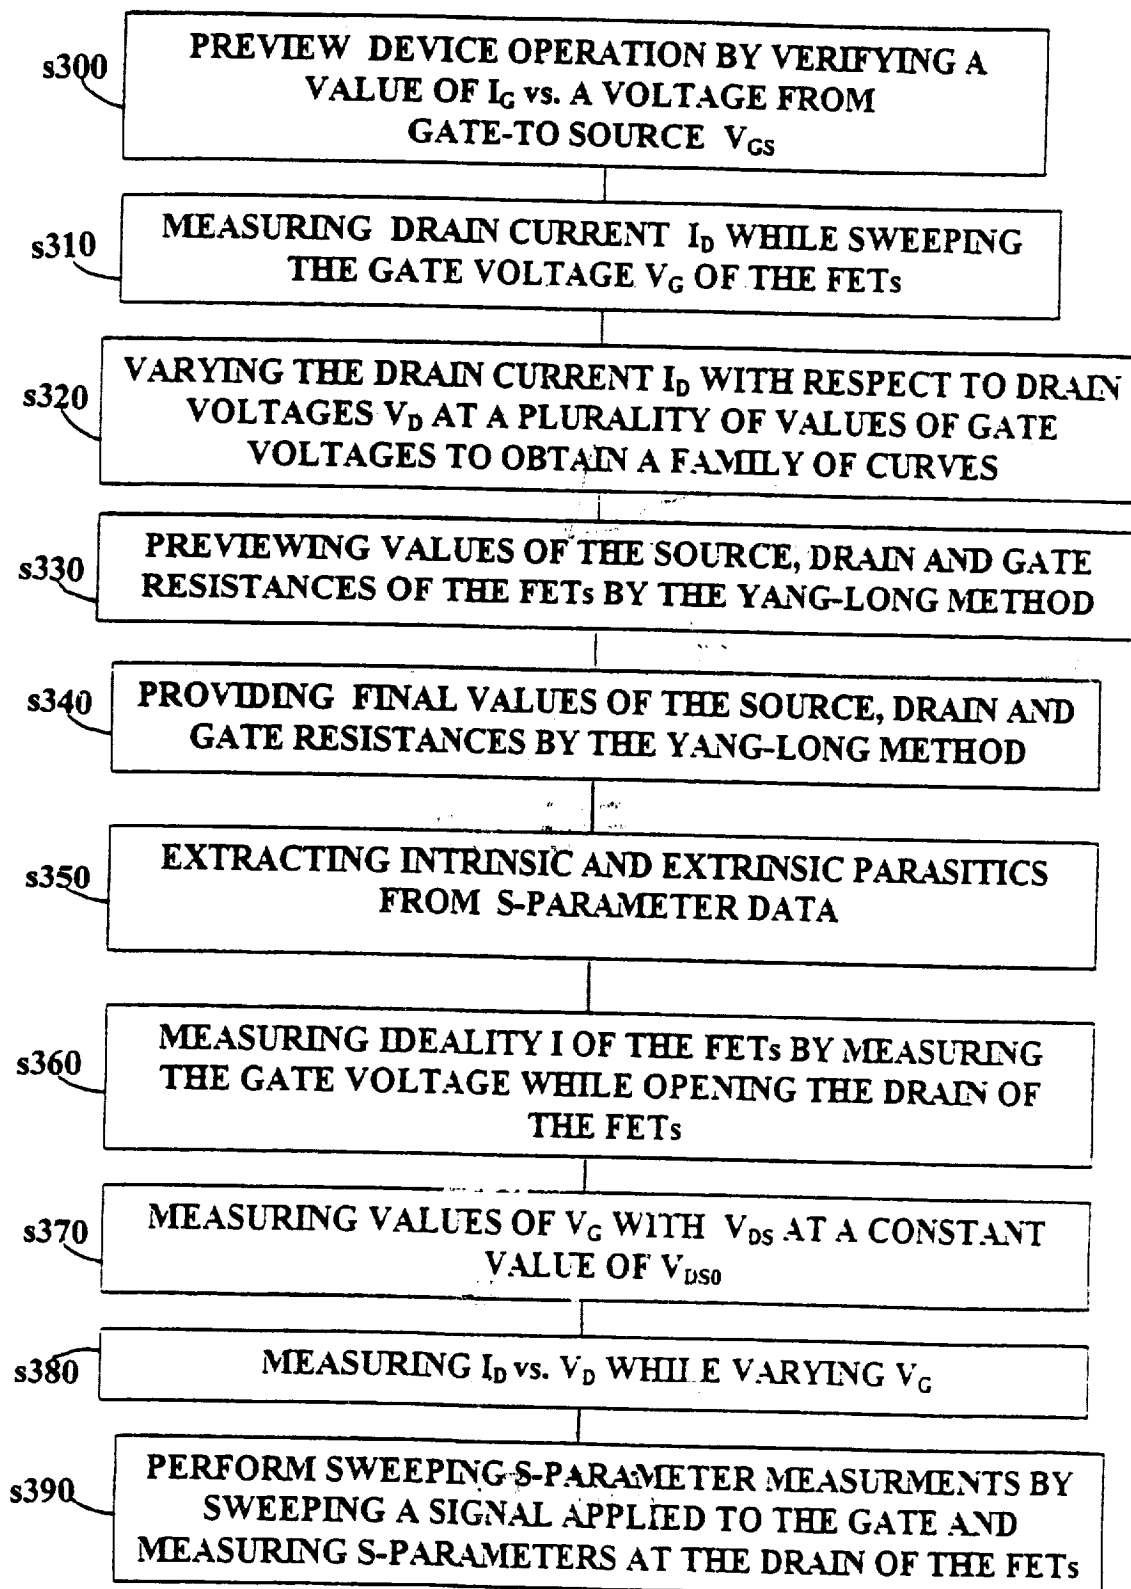 s300
PREVIEW DEVICE OPERATION BY VERIFYING A
VALUE OF I_G vs. A VOLTAGE FROM
GATE-TO SOURCE V_GS
s310
MEASURING DRAIN CURRENT I_D WHILE SWEEPING
THE GATE VOLTAGE V_G OF THE FETs
s320
VARYING THE DRAIN CURRENT I_D WITH RESPECT TO DRAIN
VOLTAGES V_D AT A PLURALITY OF VALUES OF GATE
VOLTAGES TO OBTAIN A FAMILY OF CURVES
s330
PREVIEWING VALUES OF THE SOURCE, DRAIN AND GATE
RESISTANCES OF THE FETs BY THE YANG-LONG METHOD
s340
PROVIDING FINAL VALUES OF THE SOURCE, DRAIN AND
GATE RESISTANCES BY THE YANG-LONG METHOD
s350
EXTRACTING INTRINSIC AND EXTRINSIC PARASITICS
FROM S-PARAMETER DATA
s360
MEASURING IDEALITY I OF THE FETs BY MEASURING
THE GATE VOLTAGE WHILE OPENING THE DRAIN OF
THE FETs
s370
MEASURING VALUES OF V_G WITH V_DS AT A CONSTANT
VALUE OF V_DS0
s380
MEASURING I_D vs. V_D WHILE VARYING V_G
s390
PERFORM SWEEPING S-PARAMETER MEASURMENTS BY
SWEEPING A SIGNAL APPLIED TO THE GATE AND
MEASURING S-PARAMETERS AT THE DRAIN OF THE FETs